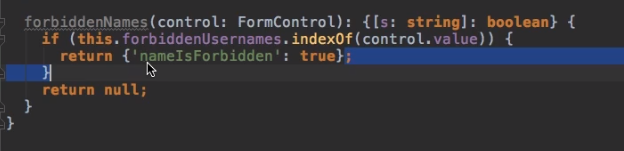 forbiddenNames(control: FormControl): {[s: string]: boolean} {
if (this.forbiddenUsernames.indexOf(control.value)) {
return {'nameIsForbidden': true};
}
return null;
}
}